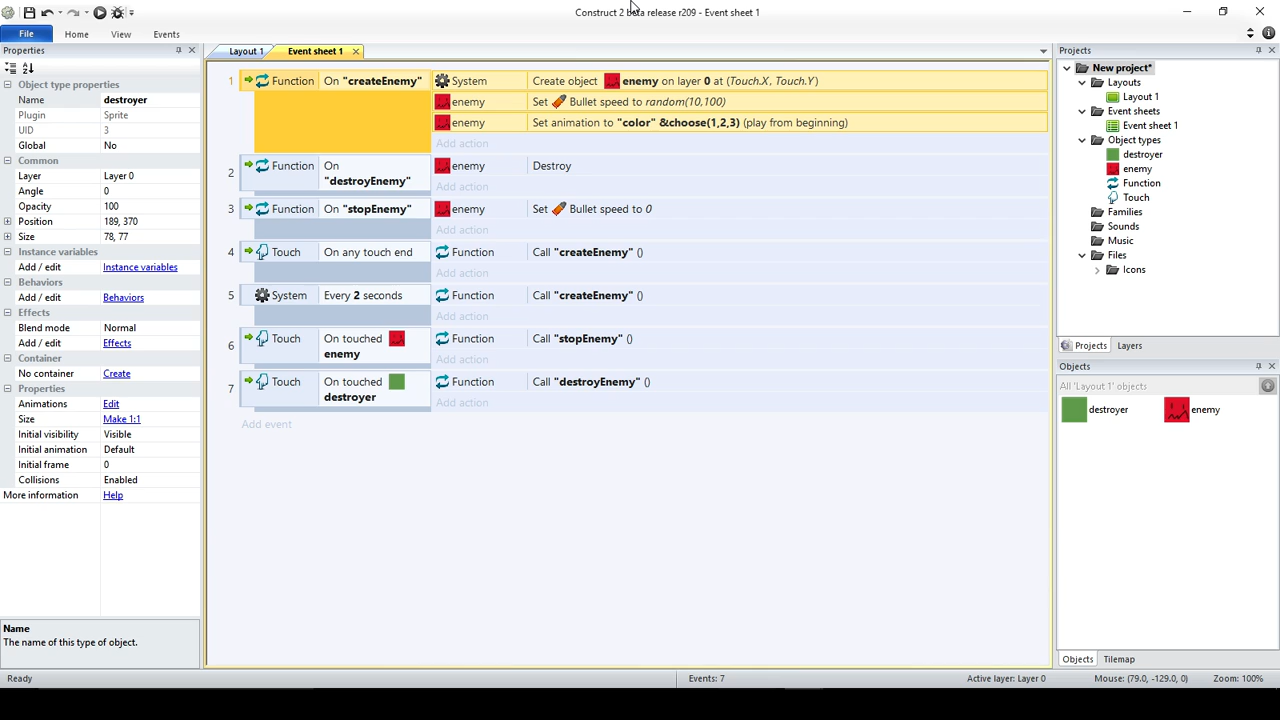 Construct 2 beta release r209 - Event sheet 1
File Home View Events
Properties
Object type properties
Name destroyer
Plugin Sprite
UID 3
Global No
Common
Layer Layer 0
Angle 0
Opacity 100
Position 189, 370
Size 78, 77
Instance variables
Add / edit Instance variables
Behaviors
Add / edit Behaviors
Effects
Blend mode Normal
Add / edit Effects
Container
No container Create
Properties
Animations Edit
Size Make 1:1
Initial visibility Visible
Initial animation Default
Initial frame 0
Collisions Enabled
More information Help
Name
The name of this type of object.
Layout 1 Event sheet 1
1 Function On "createEnemy" System Create object enemy on layer 0 at (Touch.X, Touch.Y)
enemy Set Bullet speed to random(10,100)
enemy Set animation to "color" &choose(1,2,3) (play from beginning)
Add action
2 Function On "destroyEnemy" enemy Destroy
Add action
3 Function On "stopEnemy" enemy Set Bullet speed to 0
Add action
4 Touch On any touch end Function Call "createEnemy" ()
Add action
5 System Every 2 seconds Function Call "createEnemy" ()
Add action
6 Touch On touched enemy Function Call "stopEnemy" ()
Add action
7 Touch On touched destroyer Function Call "destroyEnemy" ()
Add action
Add event
Projects
New project*
Layouts
Layout 1
Event sheets
Event sheet 1
Object types
destroyer
enemy
Function
Touch
Families
Sounds
Music
Files
Icons
Projects Layers
Objects
All 'Layout 1' objects
destroyer enemy
Objects Tilemap
Ready Events: 7 Active layer: Layer 0 Mouse: (79.0, -129.0, 0) Zoom: 100%